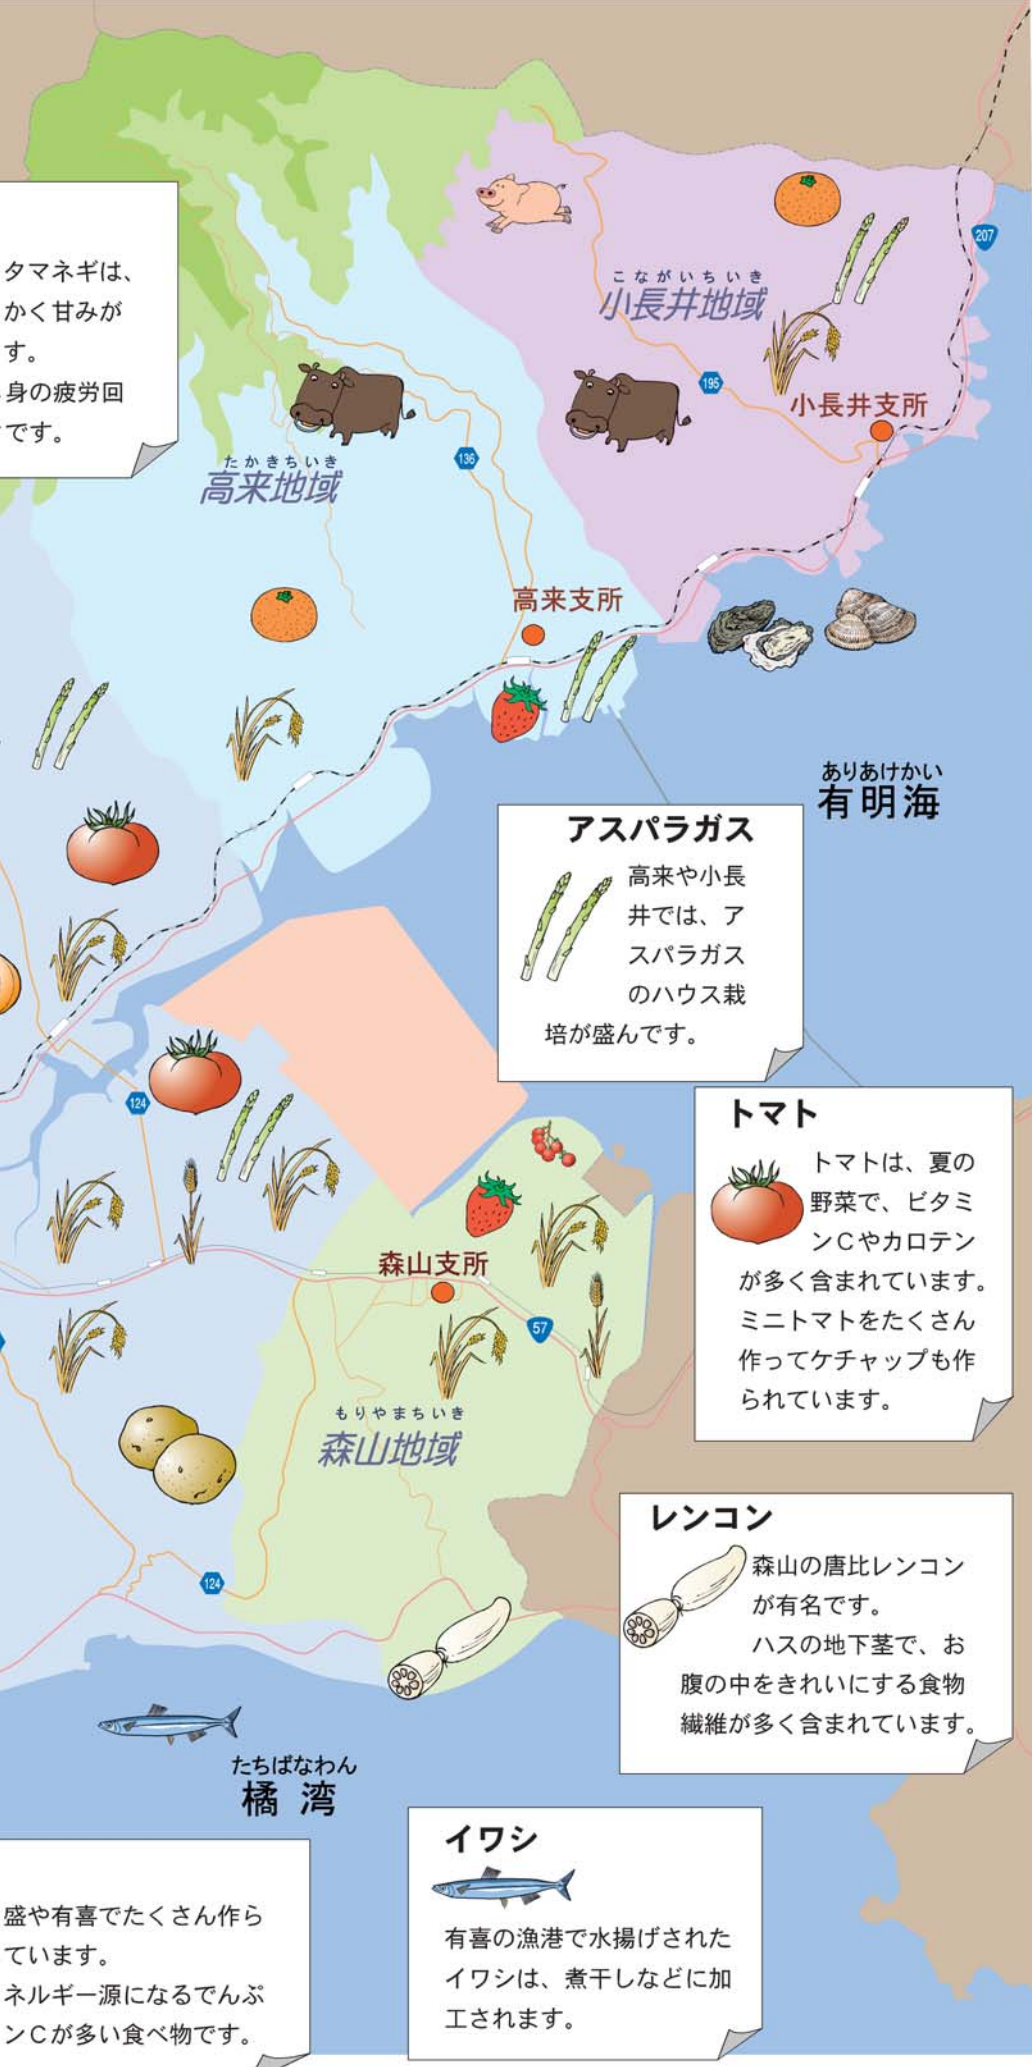 タマネギは、
かく甘みが
す。
身の疲労回
です。
207
こながいちいき
小長井地域
195
小長井支所
たかきちいき
高来地域
136
高来支所
ありあけかい
有明海
アスパラガス
高来や小長
井では、ア
スパラガス
のハウス栽
培が盛んです。
124
トマト
トマトは、夏の
野菜で、ビタミ
ンCやカロテン
が多く含まれています。
ミニトマトをたくさん
作ってケチャップも作
られています。
森山支所
57
もりやまちいき
森山地域
レンコン
森山の唐比レンコン
が有名です。
ハスの地下茎で、お
腹の中をきれいにする食物
繊維が多く含まれています。
124
たちばなわん
橘湾
イワシ
有喜の漁港で水揚げされた
イワシは、煮干しなどに加
工されます。
盛や有喜でたくさん作ら
ています。
ネルギー源になるでんぷ
ンCが多い食べ物です。